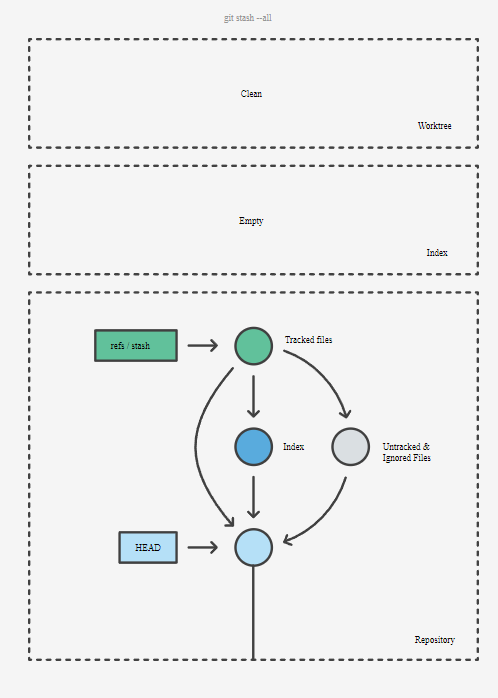 git stash --all
Clean
Worktree
Empty
Index
refs / stash
Tracked files
Index
Untracked &
Ignored Files
HEAD
Repository